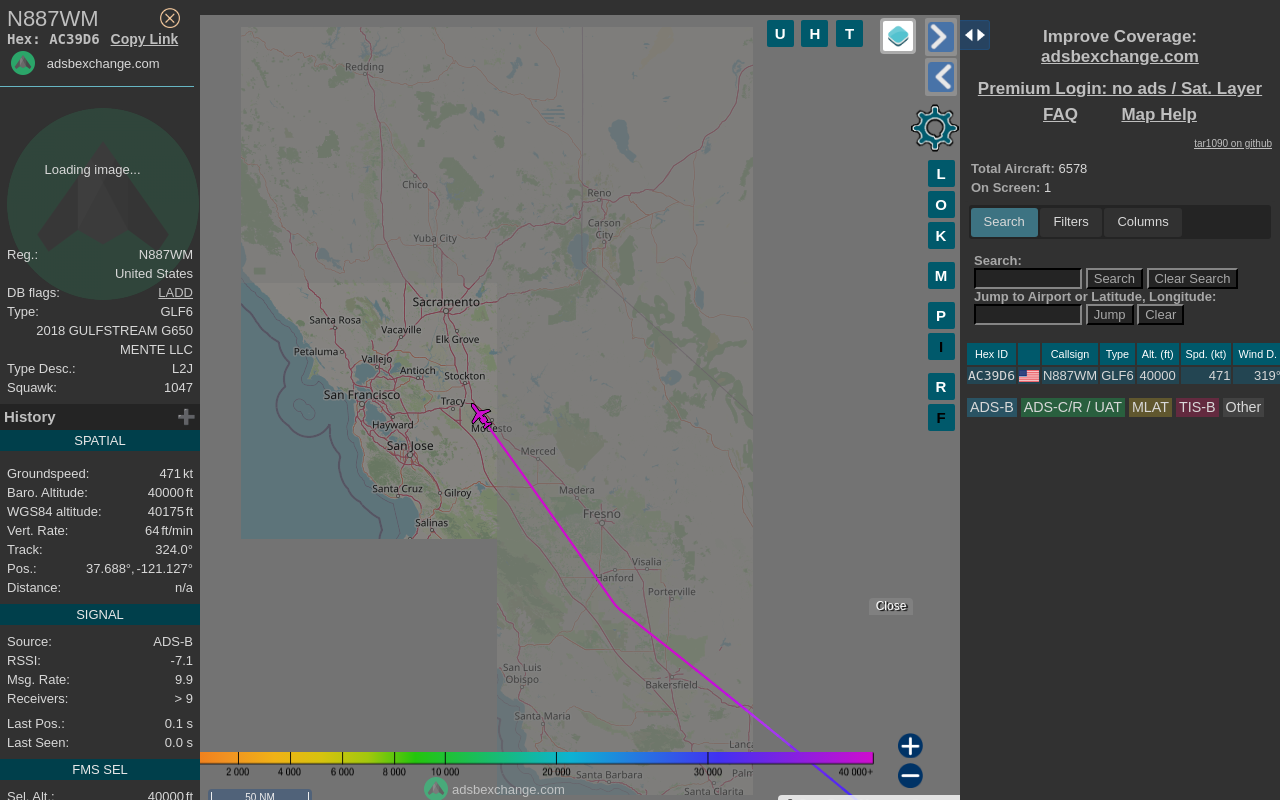 N887WM
Hex: AC39D6 Copy Link
adsbexchange.com
Loading image...
Reg.: N887WM
United States
DB flags: LADD
Type: GLF6
2018 GULFSTREAM G650
MENTE LLC
Type Desc.: L2J
Squawk: 1047
History
SPATIAL
Groundspeed: 471 kt
Baro. Altitude: 40000 ft
WGS84 altitude: 40175 ft
Vert. Rate: 64 ft/min
Track: 324.0°
Pos.: 37.688°, -121.127°
Distance: n/a
SIGNAL
Source: ADS-B
RSSI: -7.1
Msg. Rate: 9.9
Receivers: > 9
Last Pos.: 0.1 s
Last Seen: 0.0 s
FMS SEL
Sel. Alt.: 40000 ft
U H T
L
O
K
M
P
I
R
F
Redding
Chico
Reno
Carson
City
Yuba City
Sacramento
Santa Rosa
Vacaville
Elk Grove
Petaluma
Vallejo
Antioch
Stockton
San Francisco
Tracy
Hayward
Modesto
San Jose
Merced
Santa Cruz
Gilroy
Madera
Fresno
Salinas
Visalia
Hanford
Porterville
San Luis
Obispo
Bakersfield
Santa Maria
Lanca
Santa Barbara
Palm
Santa Clarita
Close
2 000 4 000 6 000 8 000 10 000 20 000 30 000 40 000+
adsbexchange.com
50 NM
Improve Coverage:
adsbexchange.com
Premium Login: no ads / Sat. Layer
FAQ Map Help
tar1090 on github
Total Aircraft: 6578
On Screen: 1
Search Filters Columns
Search:
Search Clear Search
Jump to Airport or Latitude, Longitude:
Jump Clear
Hex ID Callsign Type Alt. (ft) Spd. (kt) Wind D.
AC39D6 N887WM GLF6 40000 471 319°
ADS-B ADS-C/R / UAT MLAT TIS-B Other